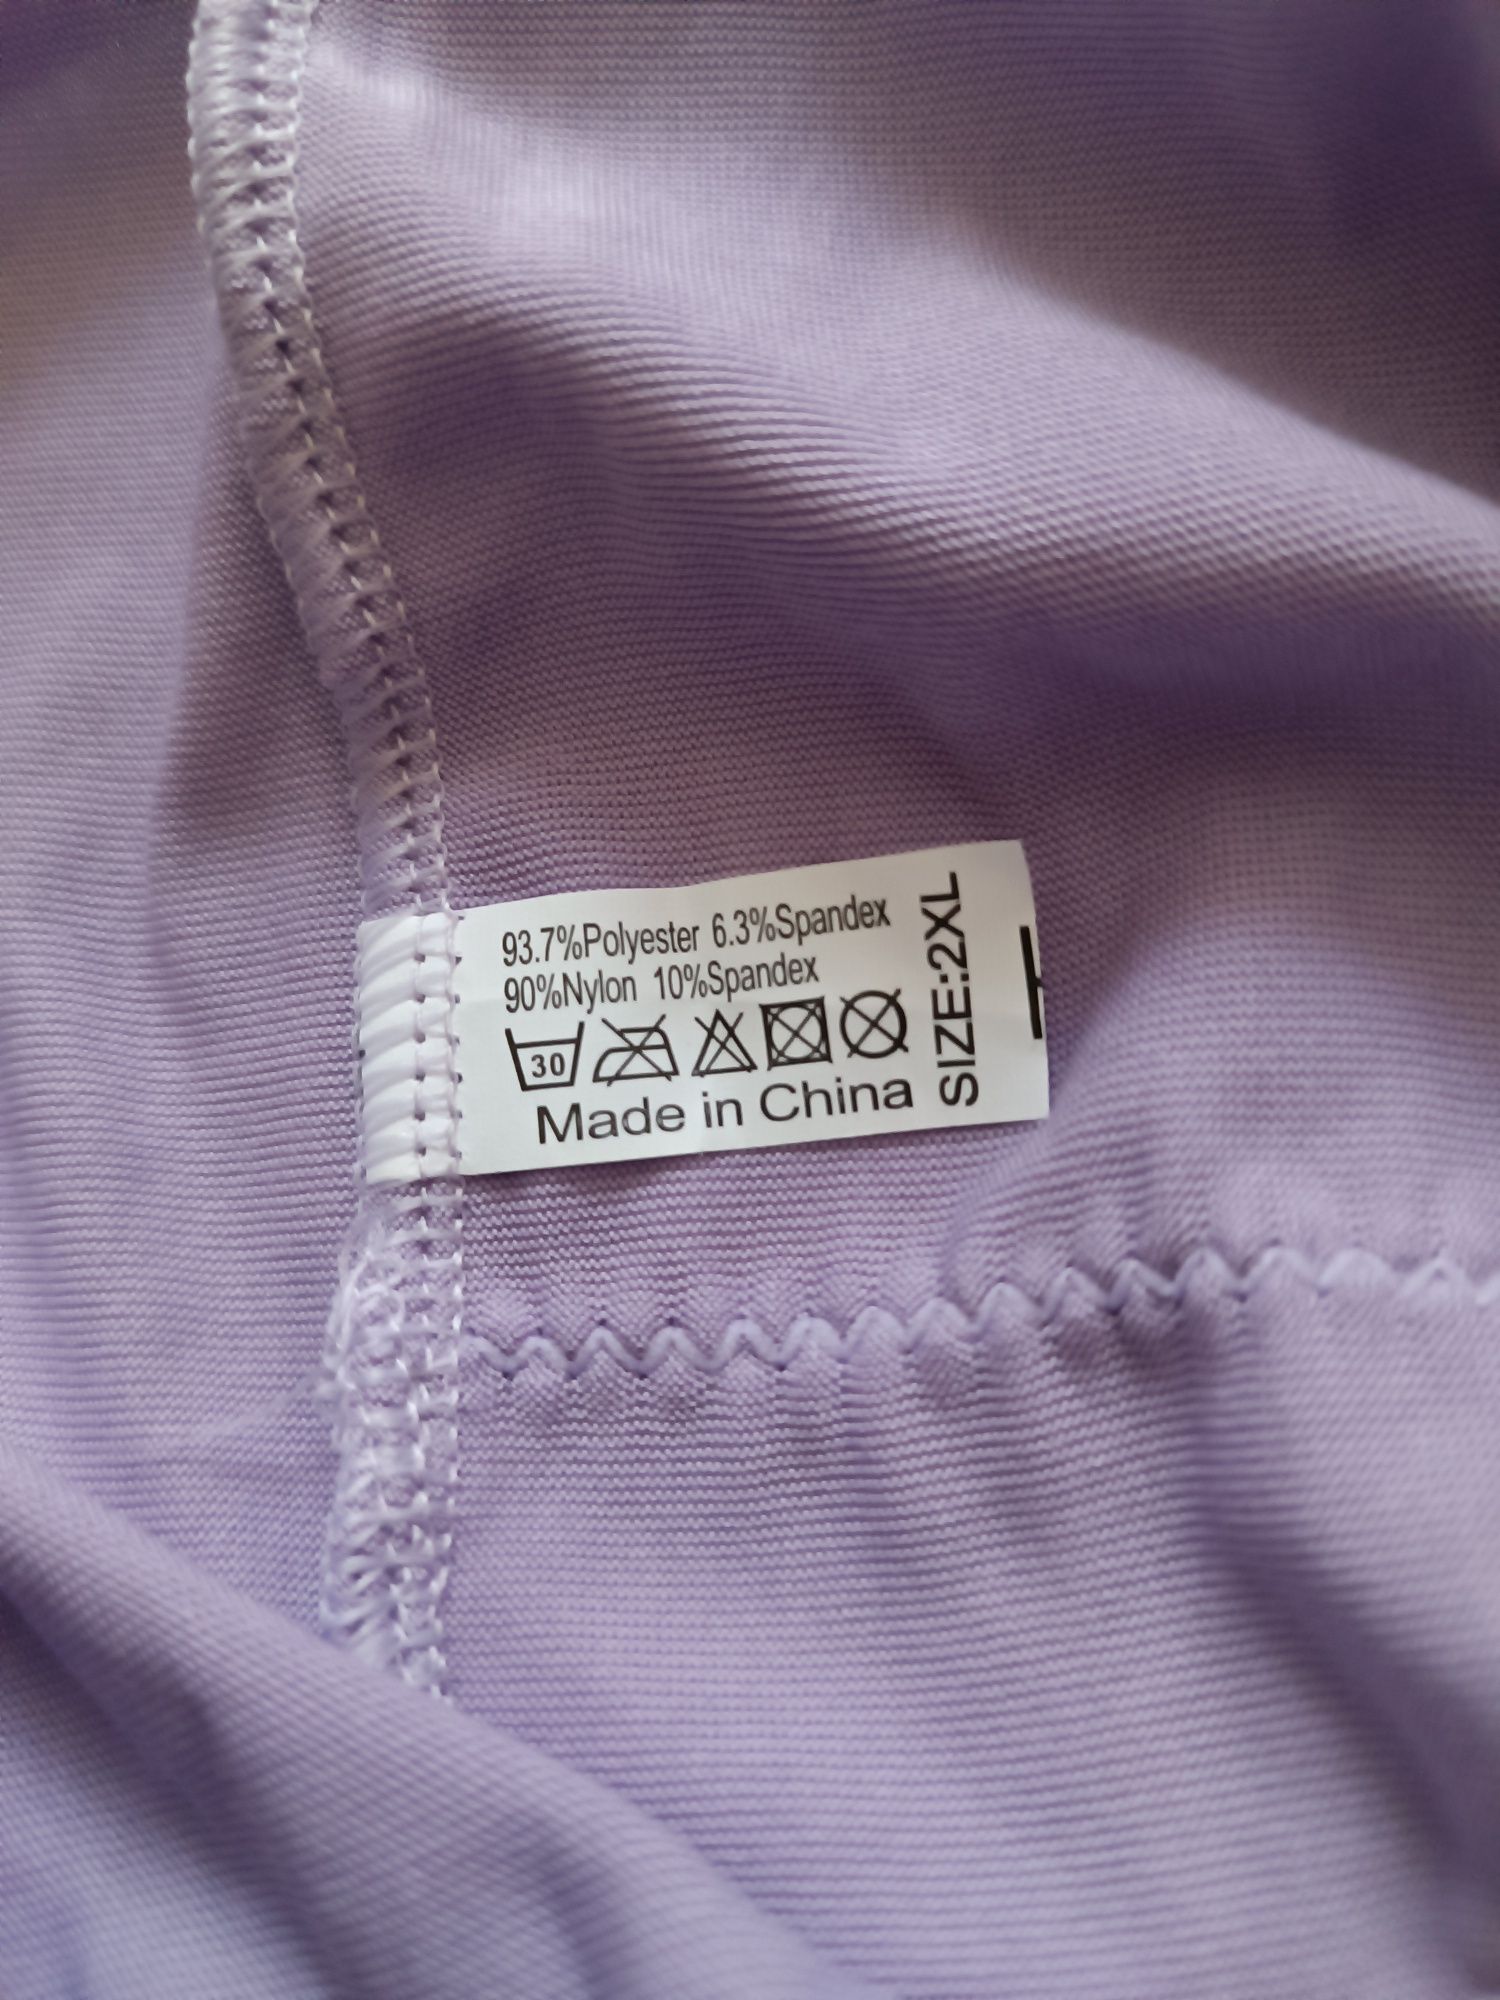 93.7%Polyester 6.3%Spandex
90%Nylon 10%Spandex
30
Made in China
SIZE:2XL